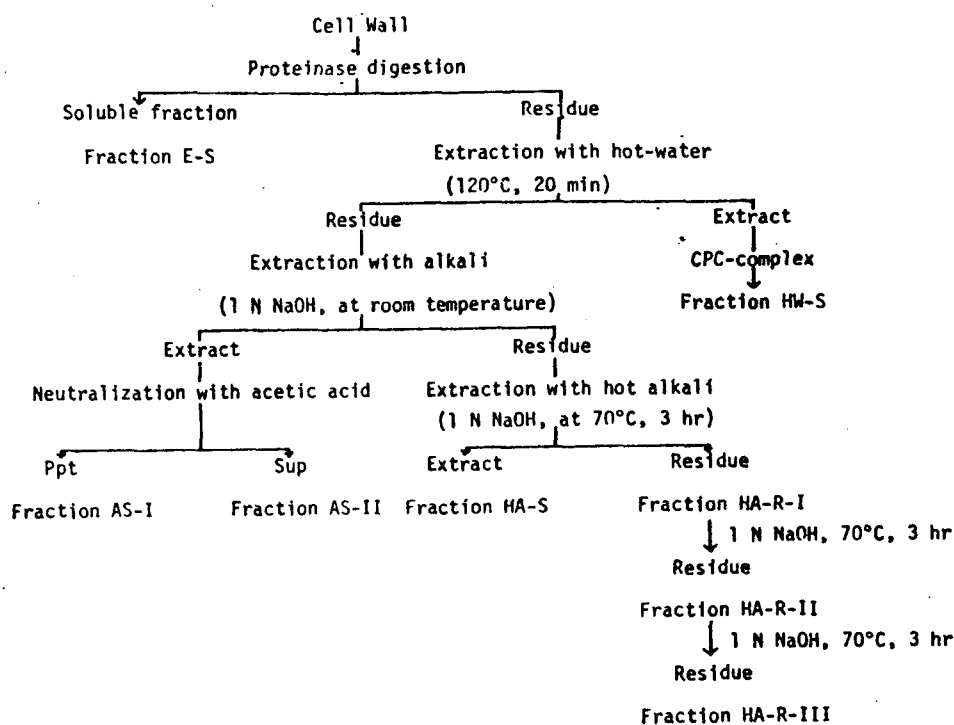 Cell Wall
Proteinase digestion
Soluble fraction
Residue
Fraction E-S
Extraction with hot-water
(120°C, 20 min)
Residue
Extract
Extraction with alkali
CPC-complex
(1 N NaOH, at room temperature)
Fraction HW-S
Extract
Residue
Neutralization with acetic acid
Extraction with hot alkali
(1 N NaOH, at 70°C, 3 hr)
Ppt
Sup
Extract
Residue
Fraction AS-I
Fraction AS-II
Fraction HA-S
Fraction HA-R-I
1 N NaOH, 70°C, 3 hr
Residue
Fraction HA-R-II
1 N NaOH, 70°C, 3 hr
Residue
Fraction HA-R-III